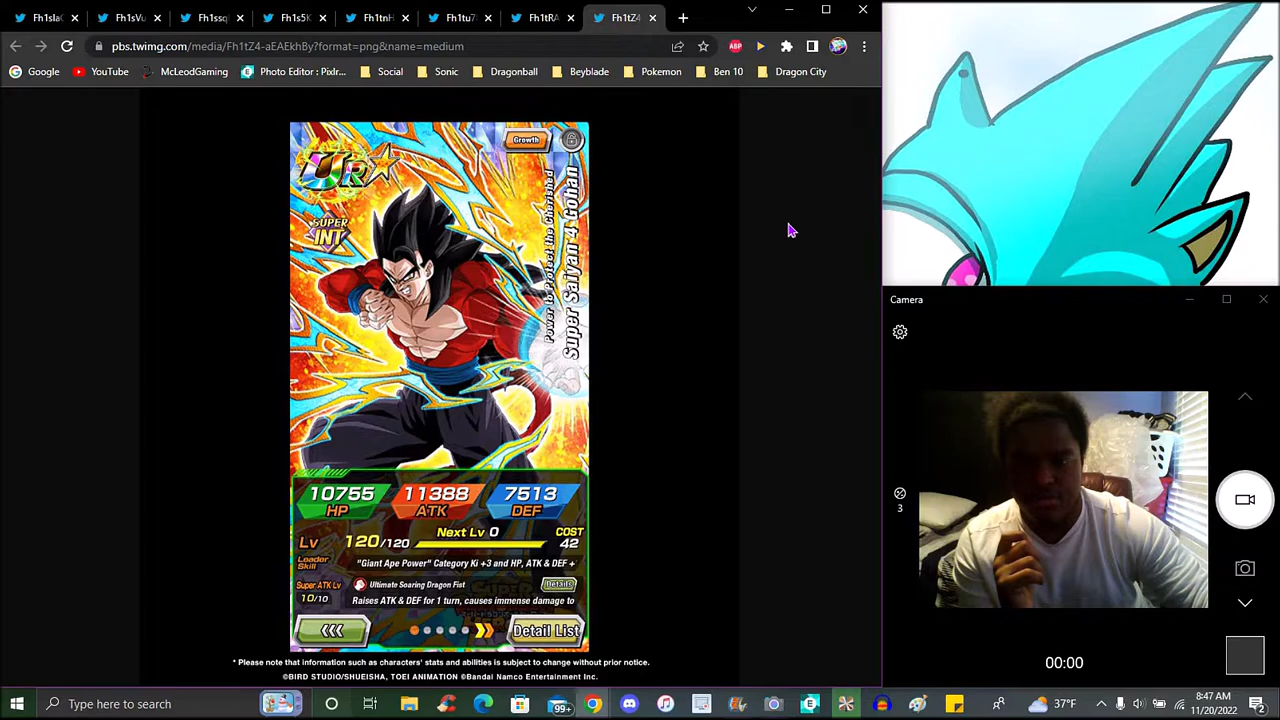 Fh1sIa
Fh1sVu
Fh1ssq
Fh1s5K
Fh1tnH
Fh1tu7
Fh1tRA
Fh1tZ4
pbs.twimg.com/media/Fh1tZ4-aEAEkhBy?format=png&name=medium
ABP
Google
YouTube
McLeodGaming
Photo Editor : Pixlr...
Social
Sonic
Dragonball
Beyblade
Pokemon
Ben 10
Dragon City
Growth
UR
SUPER
INT
Power to Protect the Cherished
Super Saiyan 4 Gohan
10755
HP
11388
ATK
7513
DEF
Lv 120/120
Next Lv 0
COST
42
Leader
Skill
"Giant Ape Power" Category Ki +3 and HP, ATK & DEF +
Super ATK Lv
10/10
Ultimate Soaring Dragon Fist
Details
Raises ATK & DEF for 1 turn, causes immense damage to
Detail List
* Please note that information such as characters' stats and abilities is subject to change without prior notice.
©BIRD STUDIO/SHUEISHA, TOEI ANIMATION ©Bandai Namco Entertainment Inc.
Camera
3
00:00
Type here to search
99+
37°F
8:47 AM
11/20/2022
2